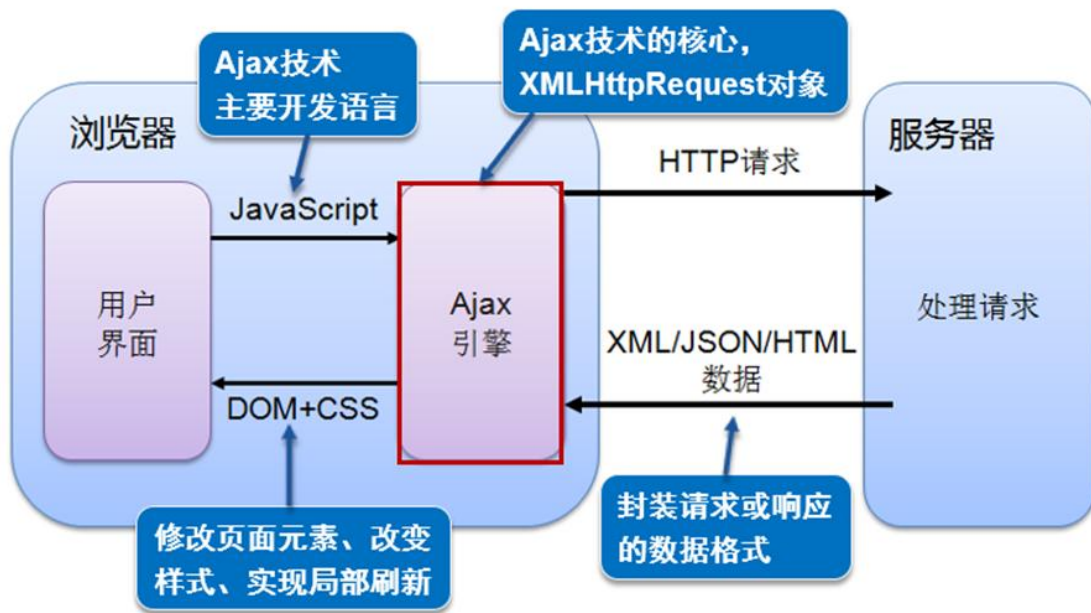 Ajax技术
主要开发语言
Ajax技术的核心，
XMLHttpRequest对象
浏览器
服务器
HTTP请求
JavaScript
用户
界面
Ajax
引擎
处理请求
XML/JSON/HTML
数据
DOM+CSS
修改页面元素、改变
样式、实现局部刷新
封装请求或响应
的数据格式